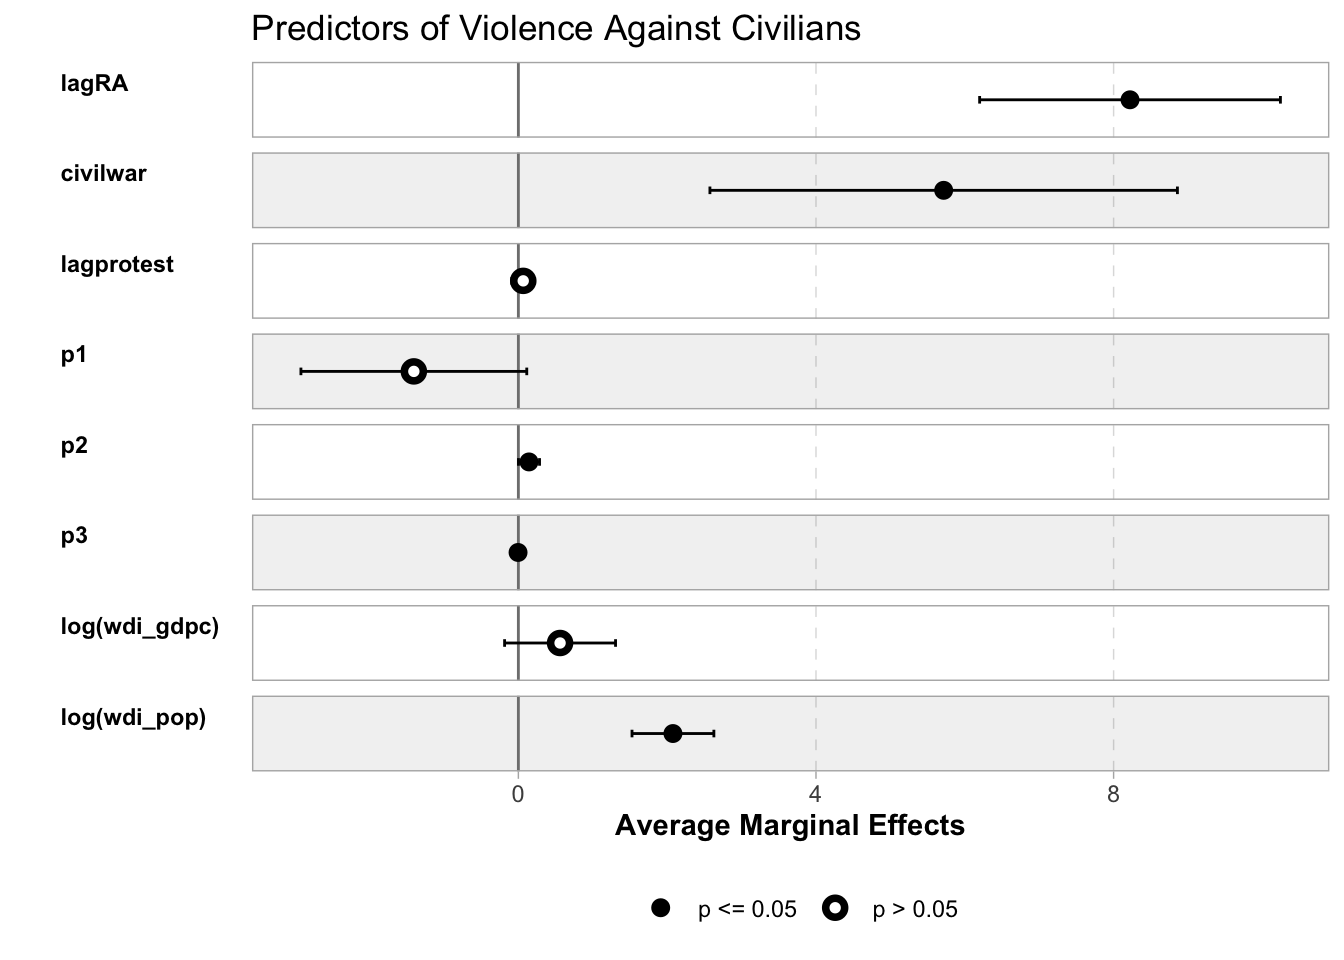 Predictors of Violence Against Civilians
lagRA
civilwar
lagprotest
p1
p2
p3
log(wdi_gdpc)
log(wdi_pop)
0 4 8
Average Marginal Effects
p <= 0.05 p > 0.05